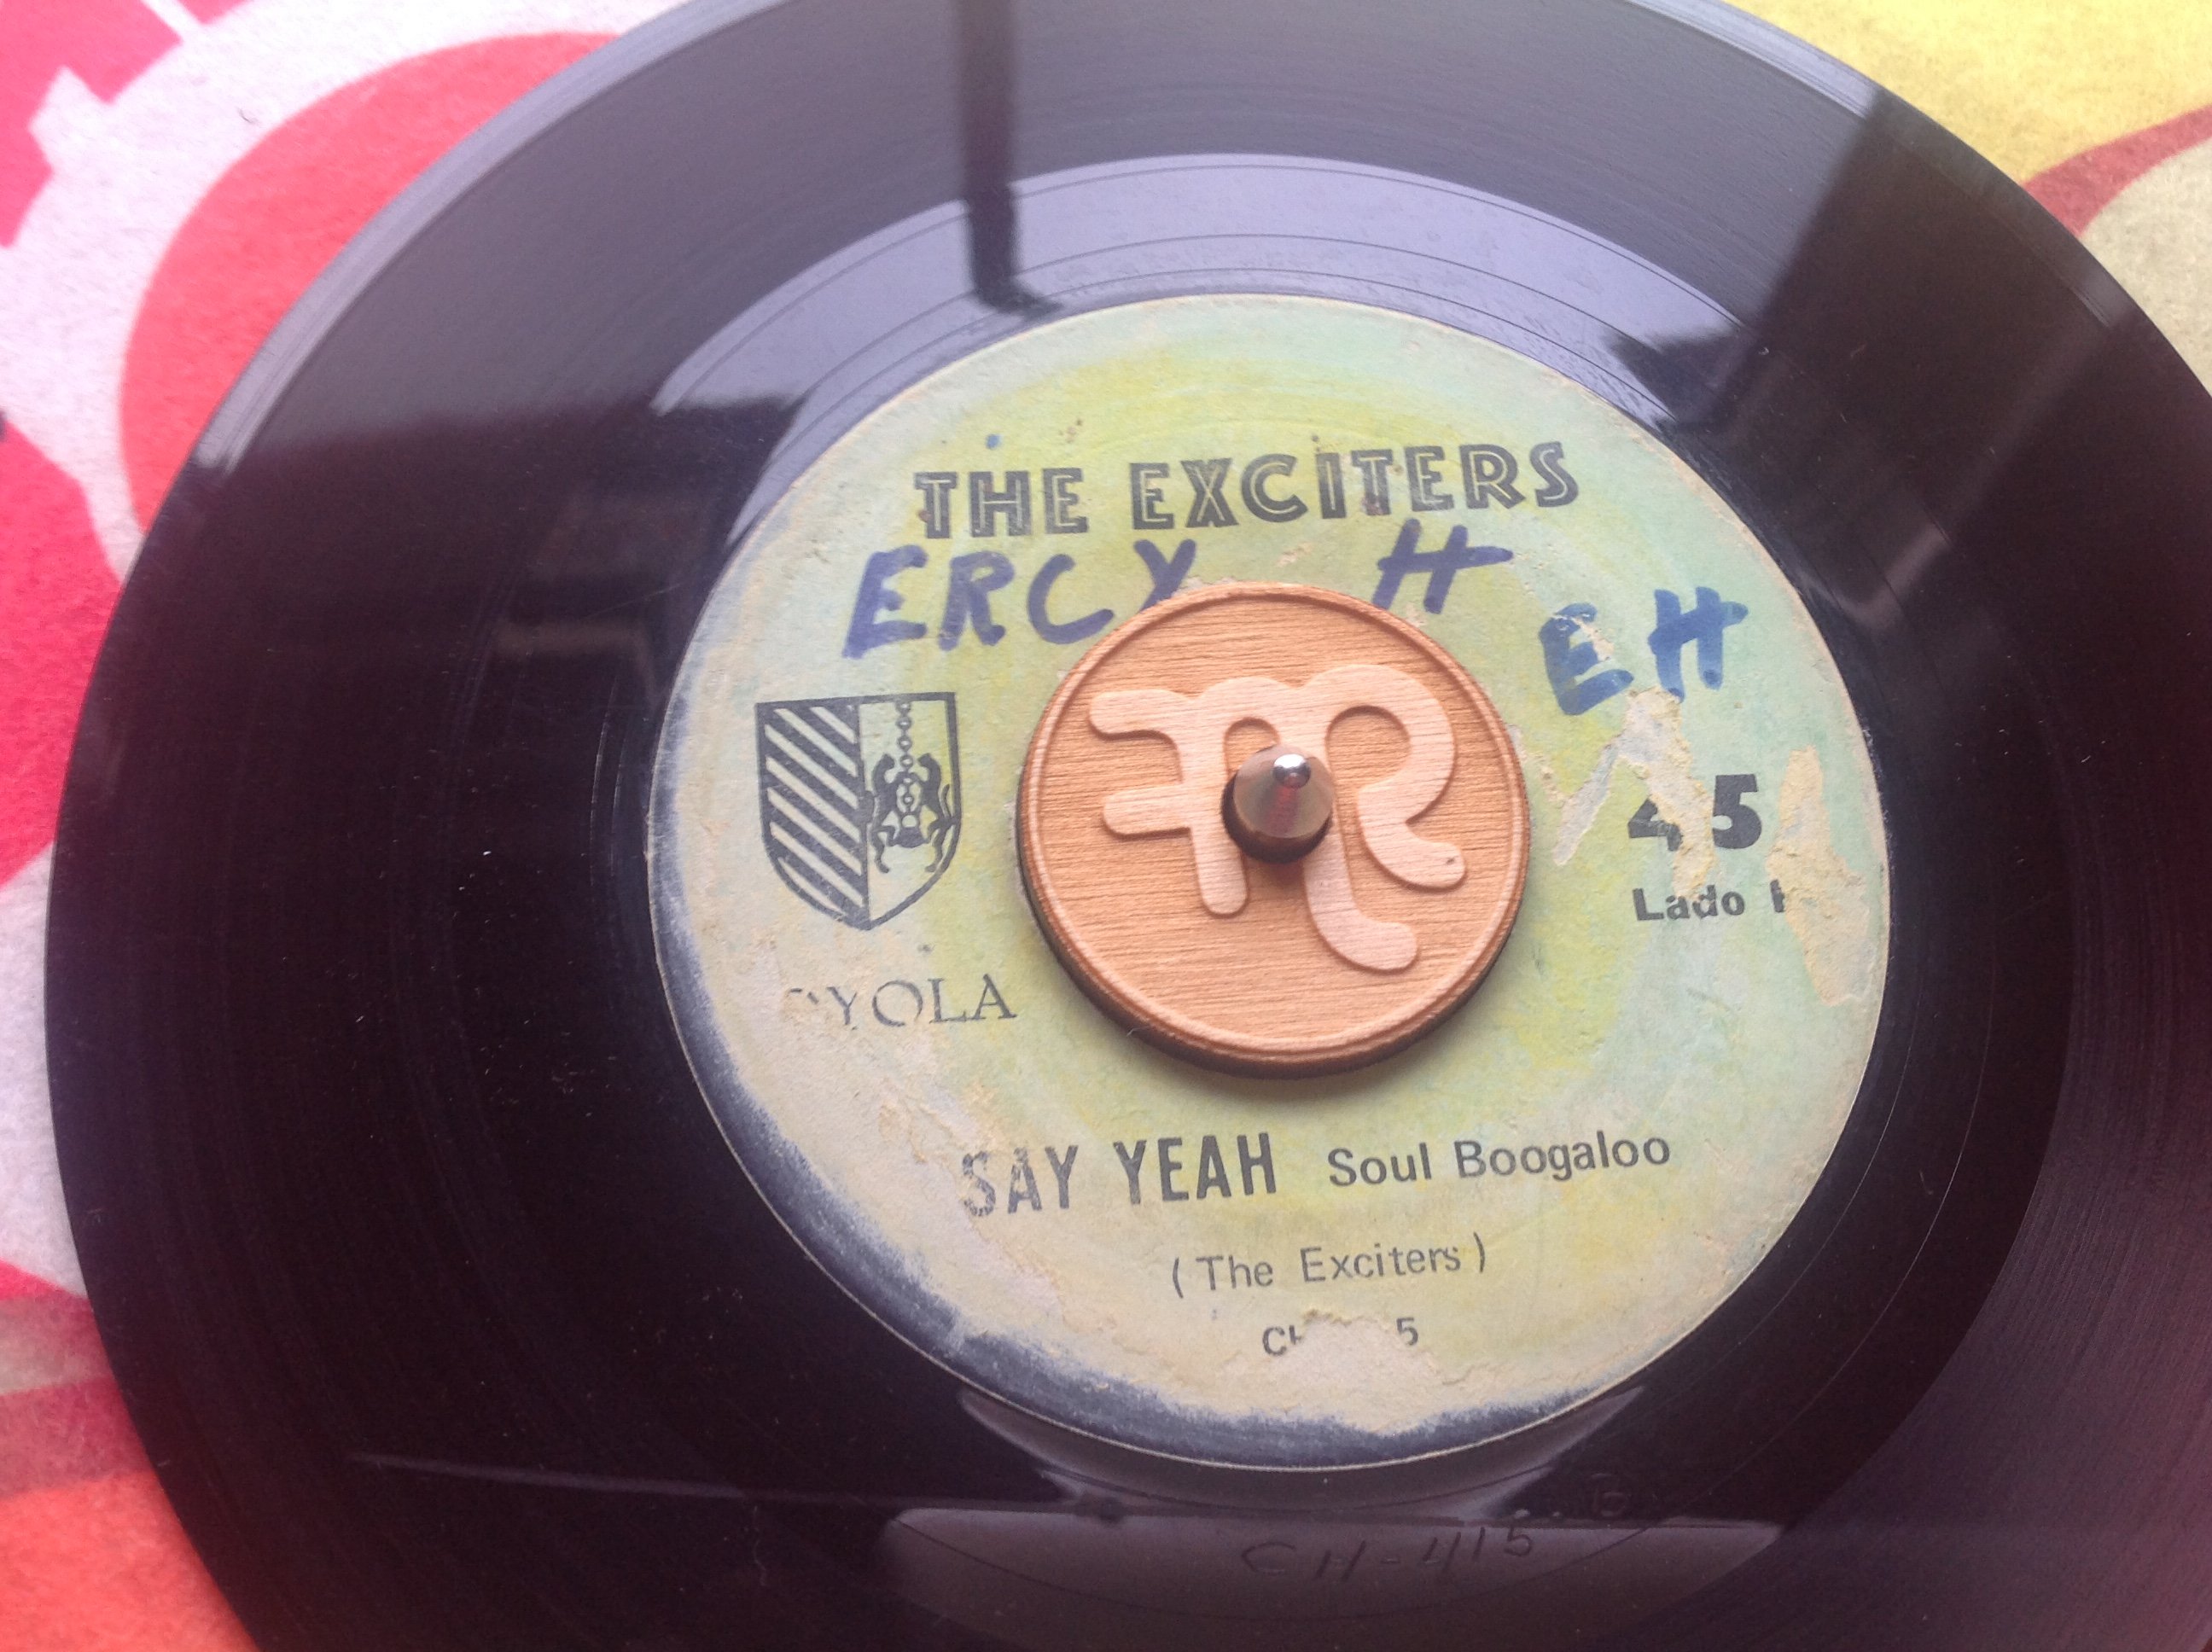 THE EXCITERS
ERCY H
EH
45
Lado
SAY YEAH Soul Boogaloo
(The Exciters)
CH-415